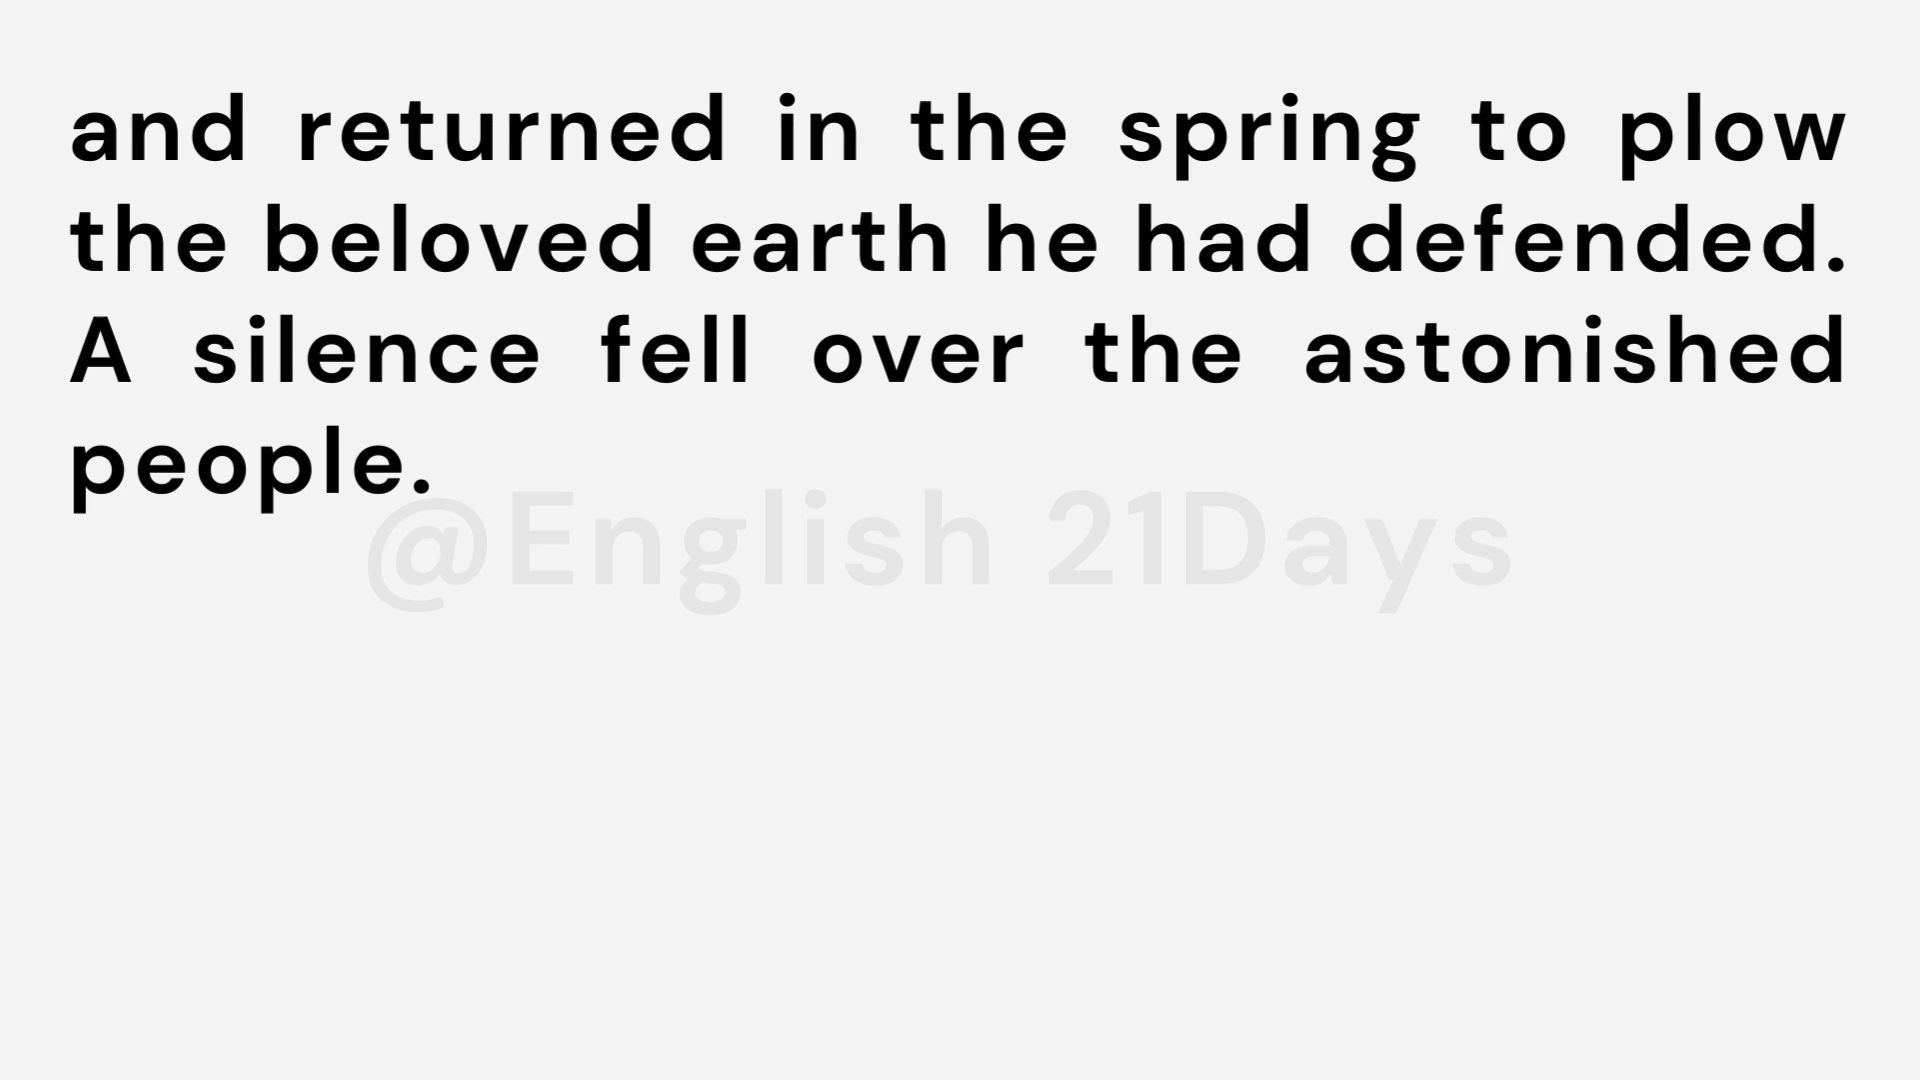 and returned in the spring to plow
the beloved earth he had defended.
A silence fell over the astonished
people.
@English 21Days